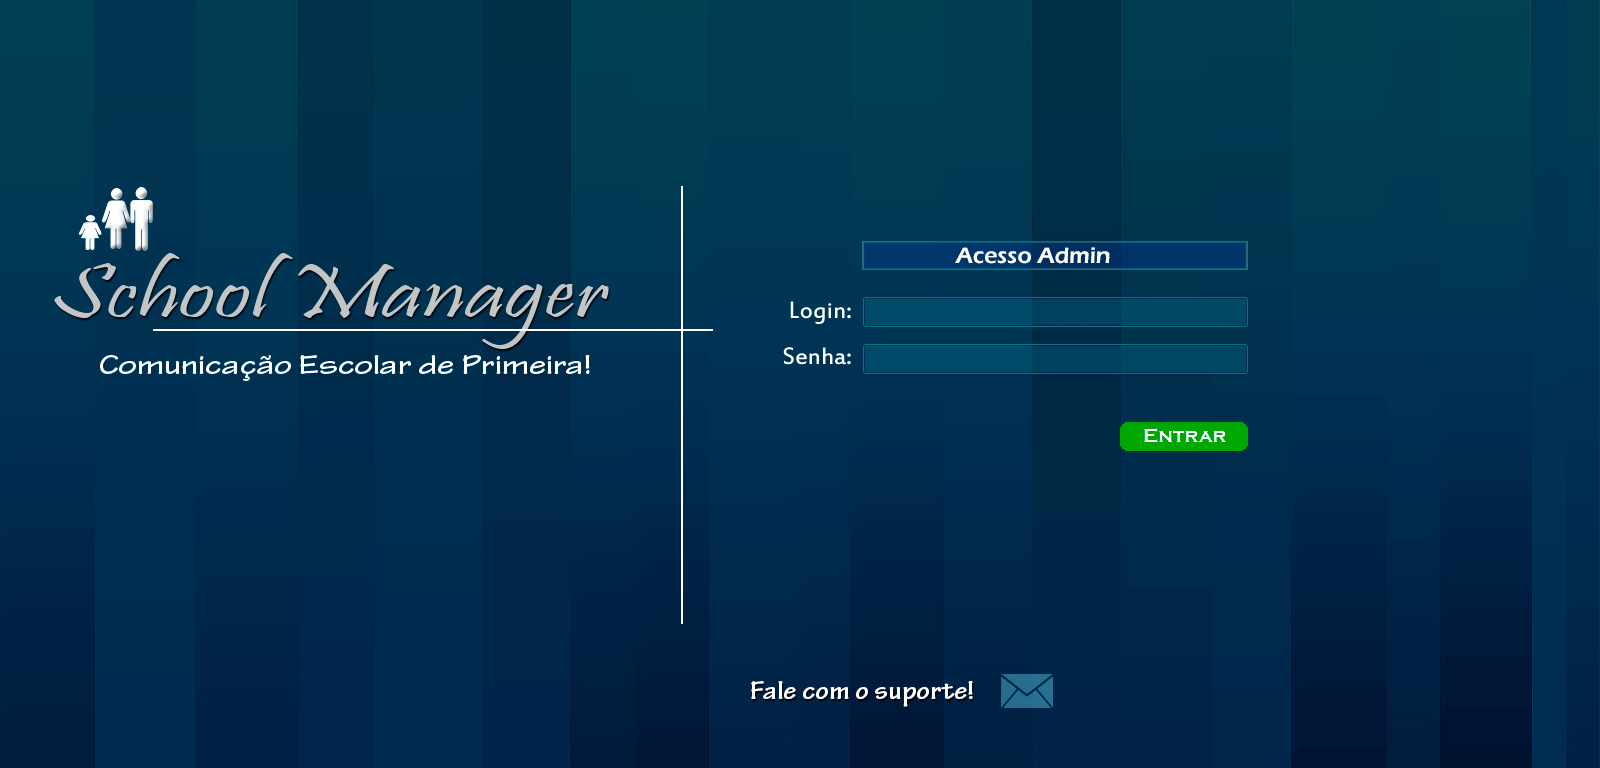 School Manager
Comunicação Escolar de Primeira!
Acesso Admin
Login:
Senha:
ENTRAR
Fale com o suporte!